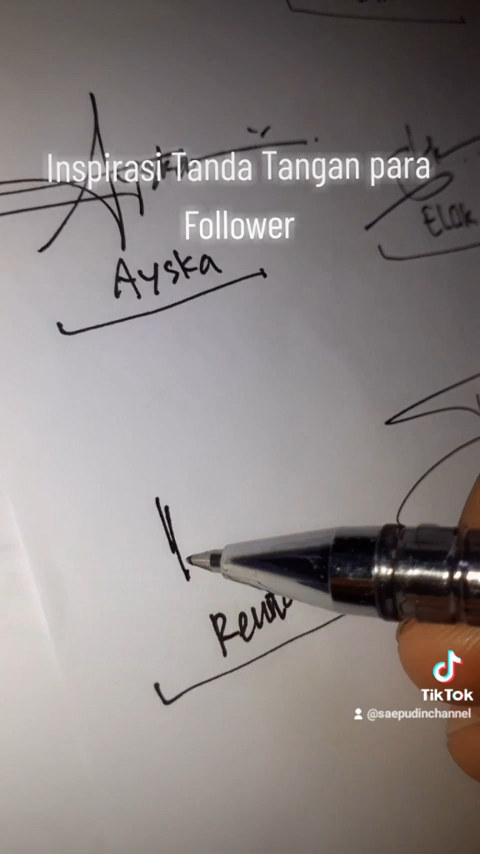 Inspirasi Tanda Tangan para
Follower
Ayska
Elok
TikTok
@saepudinchannel